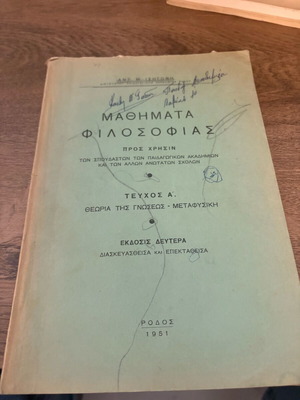 ΜΑΘΗΜΑΤΑ
ΦΙΛΟΣΟΦΙΑΣ
ΠΡΟΣ ΧΡΗΣΙΝ
ΤΩΝ ΣΠΟΥΔΑΣΤΩΝ ΤΩΝ ΠΑΙΔΑΓΩΓΙΚΩΝ ΑΚΑΔΗΜΙΩΝ
ΚΑΙ ΤΩΝ ΑΛΛΩΝ ΑΝΩΤΑΤΩΝ ΣΧΟΛΩΝ
ΤΕΥΧΟΣ Α.
ΘΕΩΡΙΑ ΤΗΣ ΓΝΩΣΕΩΣ - ΜΕΤΑΦΥΣΙΚΗ
ΕΚΔΟΣΙΣ ΔΕΥΤΕΡΑ
ΔΙΑΣΚΕΥΑΣΘΕΙΣΑ ΚΑΙ ΕΠΕΚΤΑΘΕΙΣΑ
ΡΟΔΟΣ
1951